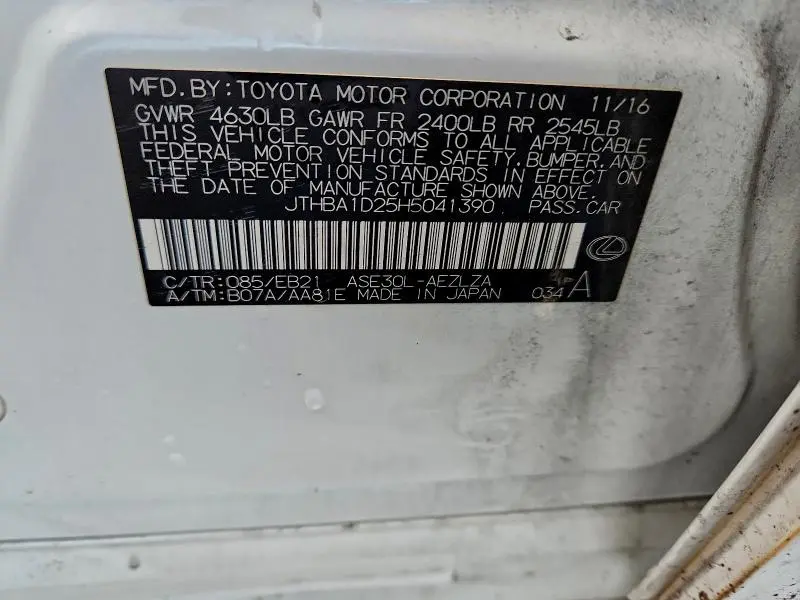 MFD.BY:TOYOTA MOTOR CORPORATION 11/16
GVWR 4630LB GAWR FR 2400LB RR 2545LB
THIS VEHICLE CONFORMS TO ALL APPLICABLE
FEDERAL MOTOR VEHICLE SAFETY,BUMPER,AND
THEFT PREVENTION STANDARDS IN EFFECT ON
THE DATE OF MANUFACTURE SHOWN ABOVE.
JTHBA1D25H5041390 PASS.CAR
C/TR:085/EB21 ASE30L-AEZLZA
A/TM:B07A/AA81E MADE IN JAPAN 034 A